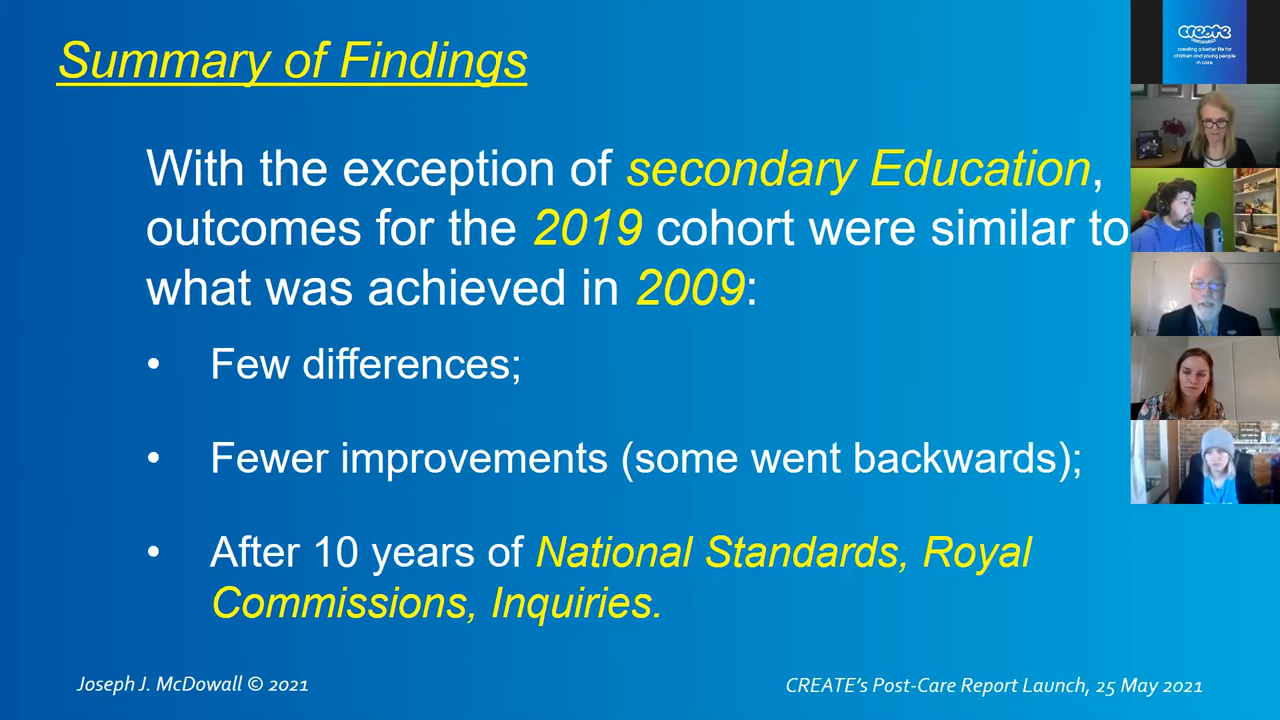 Summary of Findings
With the exception of secondary Education,
outcomes for the 2019 cohort were similar to
what was achieved in 2009:
• Few differences;
• Fewer improvements (some went backwards);
• After 10 years of National Standards, Royal
Commissions, Inquiries.
Joseph J. McDowall © 2021
CREATE's Post-Care Report Launch, 25 May 2021
create
creating a better life for
children and young people
in care